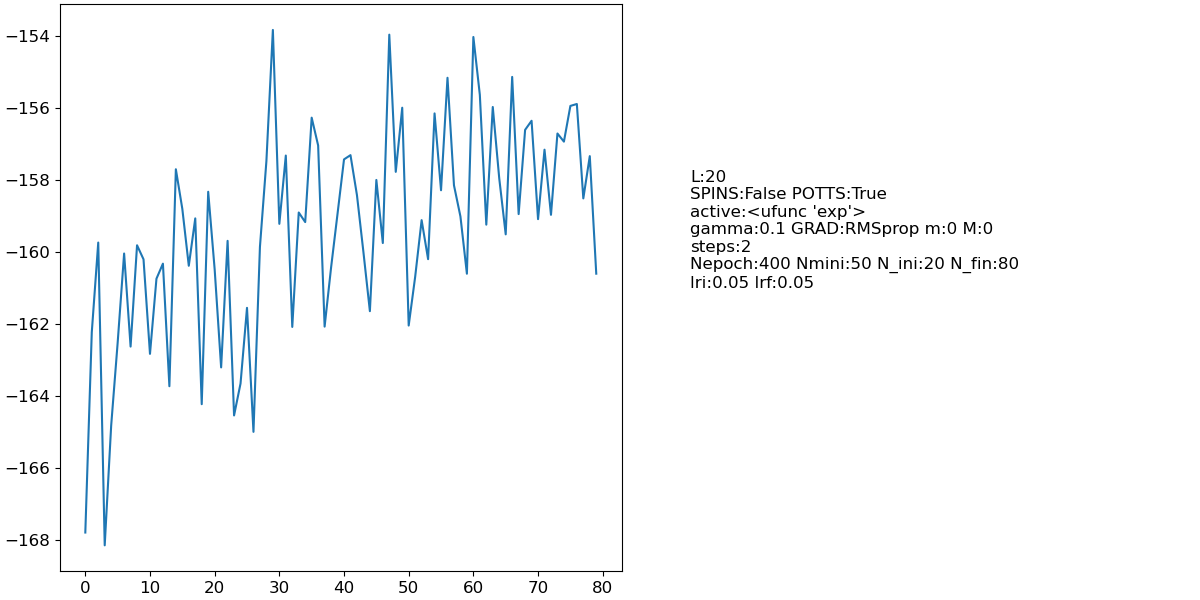 −154
−156
−158
−160
−162
−164
−166
−168
0 10 20 30 40 50 60 70 80
L:20
SPINS:False POTTS:True
active:<ufunc 'exp'>
gamma:0.1 GRAD:RMSprop m:0 M:0
steps:2
Nepoch:400 Nmini:50 N_ini:20 N_fin:80
lri:0.05 lrf:0.05